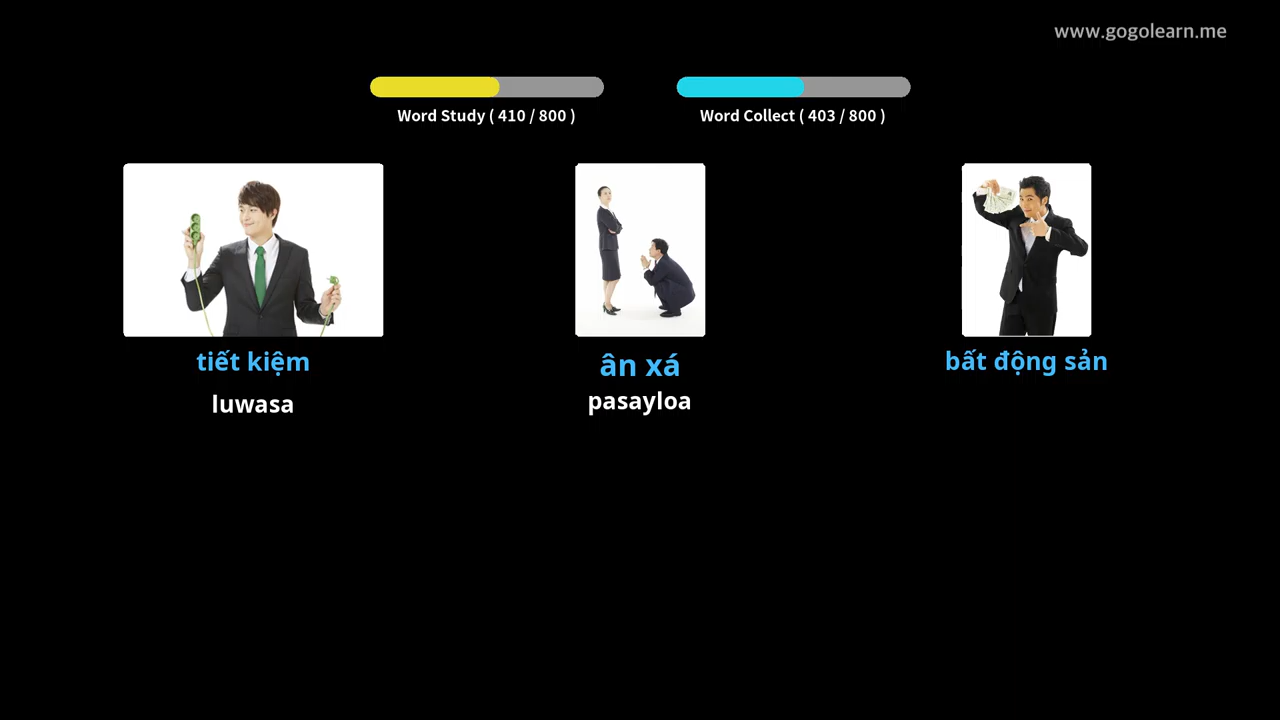 www.gogolearn.me
Word Study ( 410 / 800 )
Word Collect ( 403 / 800 )
tiết kiệm
ân xá
bất động sản
luwasa
pasayloa